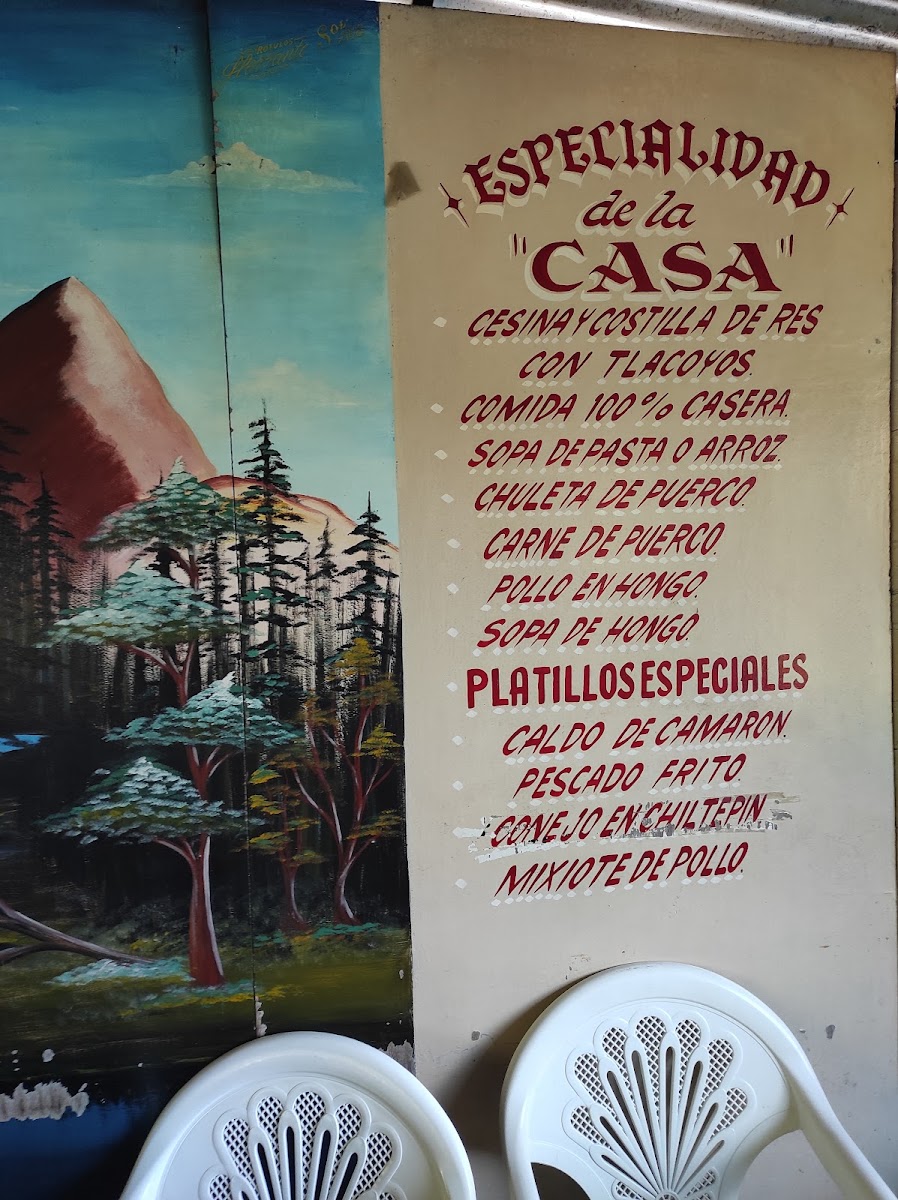 ESPECIALIDAD
de la
"CASA"
CESINA Y COSTILLA DE RES
CON TLACOYOS.
COMIDA 100% CASERA.
SOPA DE PASTA O ARROZ.
CHULETA DE PUERCO.
CARNE DE PUERCO.
POLLO EN HONGO.
SOPA DE HONGO.
PLATILLOS ESPECIALES
CALDO DE CAMARON.
PESCADO FRITO.
CONEJO EN CHILTEPIN
MIXIOTE DE POLLO.